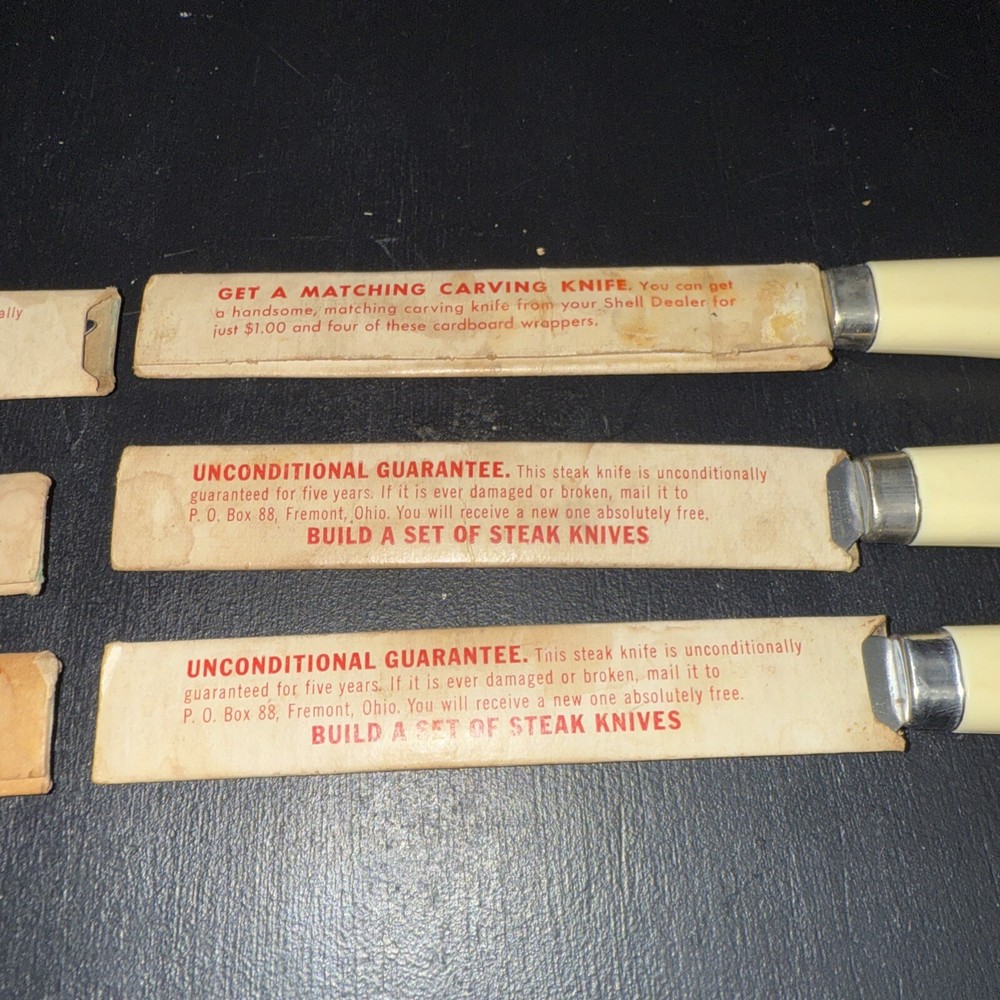 ally
GET A MATCHING CARVING KNIFE. You can get
a handsome, matching carving knife from your Shell Dealer for
just $1.00 and four of these cardboard wrappers.
UNCONDITIONAL GUARANTEE. This steak knife is unconditionally
guaranteed for five years. If it is ever damaged or broken, mail it to
P. O. Box 88, Fremont, Ohio. You will receive a new one absolutely free.
BUILD A SET OF STEAK KNIVES
UNCONDITIONAL GUARANTEE. This steak knife is unconditionally
guaranteed for five years. If it is ever damaged or broken, mail it to
P. O. Box 88, Fremont, Ohio. You will receive a new one absolutely free.
BUILD A SET OF STEAK KNIVES